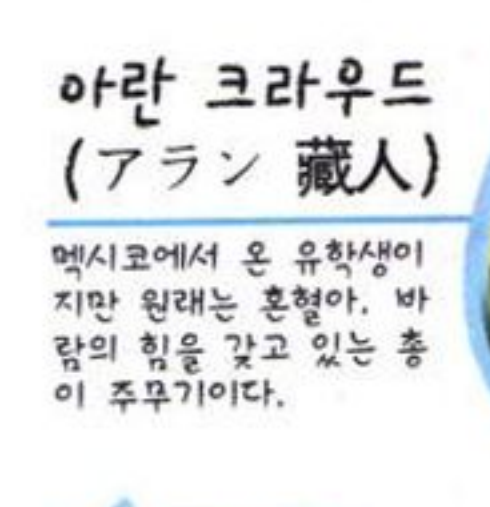 아란 크라우드
(アラン 藏人)
멕시코에서 온 유학생이
지만 원래는 혼혈아. 바
람의 힘을 갖고 있는 총
이 주무기이다.